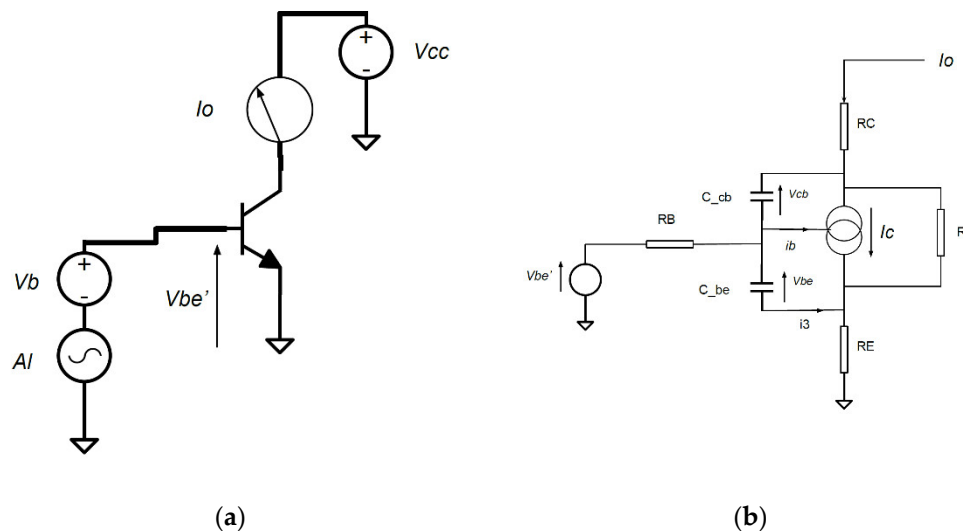 +
-
Vcc
Io
Vb
+
-
Vbe'
AI
(a)
Io
RC
C_cb
Vcb
RB
ib
Ic
R
Vbe'
C_be
Vbe
i3
RE
(b)